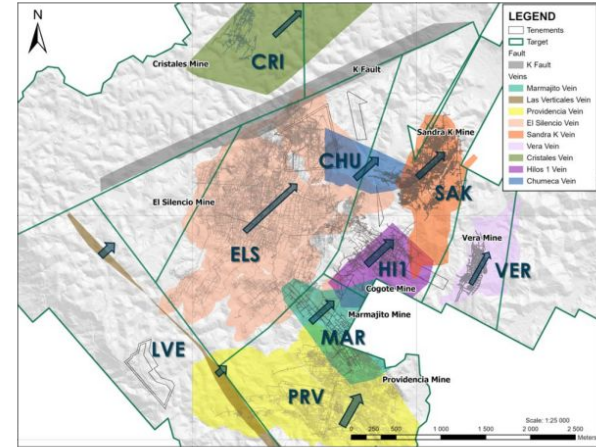 N
Cristales Mine
CRI
K Fault
LEGEND
Tenements
Target
Fault
K Fault
Veins
Marmajito Vein
Las Verticales Vein
Providencia Vein
El Silencio Vein
Sandra K Vein
Vera Vein
Cristales Vein
Hilos 1 Vein
Chumeca Vein
Sandra K Mine
CHU
SAK
El Silencio Mine
ELS
Vera Mine
HI1
VER
Cogote Mine
Marmajito Mine
MAR
LVE
Providencia Mine
PRV
Scale: 1:25 000
0 250 500 1 000 1 500 2 000 2 500
Meters